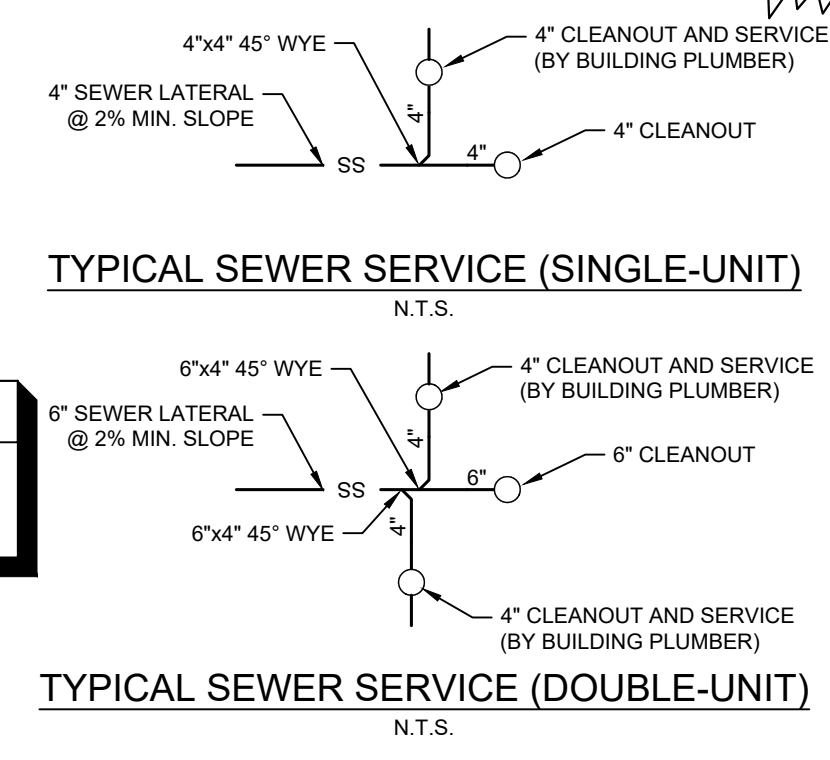 4"x4" 45° WYE
4" CLEANOUT AND SERVICE
(BY BUILDING PLUMBER)
4" SEWER LATERAL
@ 2% MIN. SLOPE
4"
4" CLEANOUT
4"
SS
TYPICAL SEWER SERVICE (SINGLE-UNIT)
N.T.S.
6"x4" 45° WYE
4" CLEANOUT AND SERVICE
(BY BUILDING PLUMBER)
6" SEWER LATERAL
@ 2% MIN. SLOPE
4"
6" CLEANOUT
6"
SS
6"x4" 45° WYE
4"
4" CLEANOUT AND SERVICE
(BY BUILDING PLUMBER)
TYPICAL SEWER SERVICE (DOUBLE-UNIT)
N.T.S.